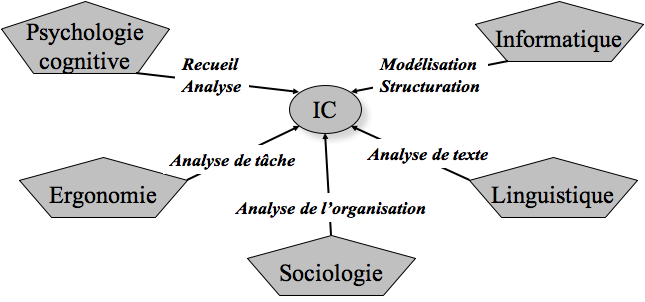 Psychologie
cognitive
Informatique
Recueil
Analyse
Modélisation
Structuration
IC
Analyse de tâche
Analyse de texte
Ergonomie
Linguistique
Analyse de l'organisation
Sociologie